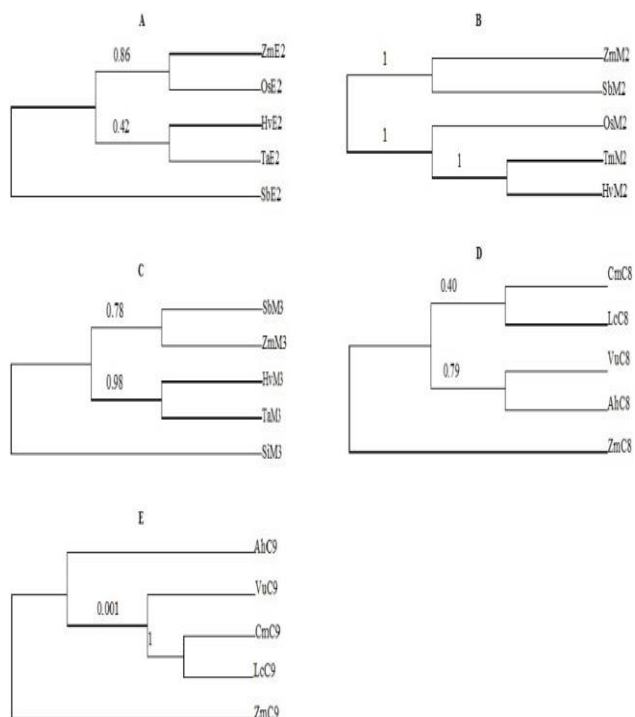 A
0.86
ZmE2
OsE2
0.42
HvE2
TaE2
SbE2
B
1
ZmM2
SbM2
1
OsM2
1
TmM2
HvM2
C
0.78
SbM3
ZmM3
0.98
HvM3
TaM3
SiM3
D
0.40
CmC8
LcC8
0.79
VuC8
AhC8
ZmC8
E
AhC9
0.001
VuC9
1
CmC9
LcC9
ZmC9